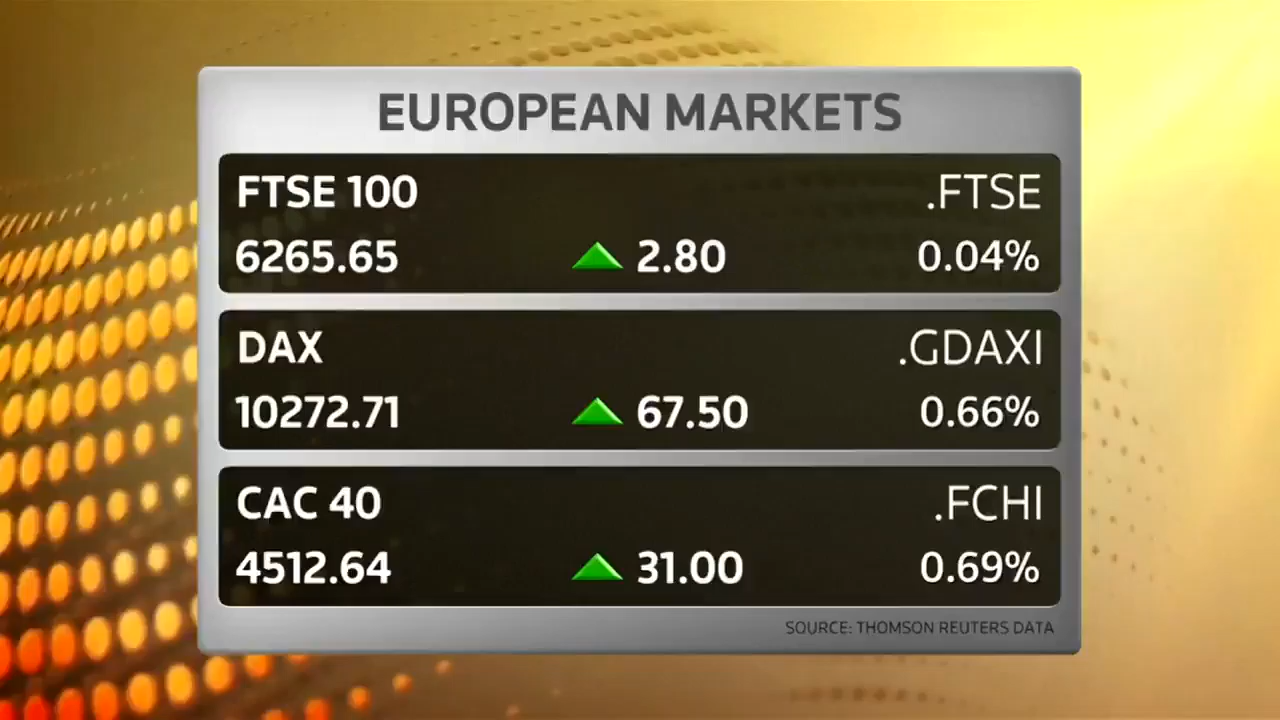 EUROPEAN MARKETS
FTSE 100 .FTSE
6265.65 2.80 0.04%
DAX .GDAXI
10272.71 67.50 0.66%
CAC 40 .FCHI
4512.64 31.00 0.69%
SOURCE: THOMSON REUTERS DATA